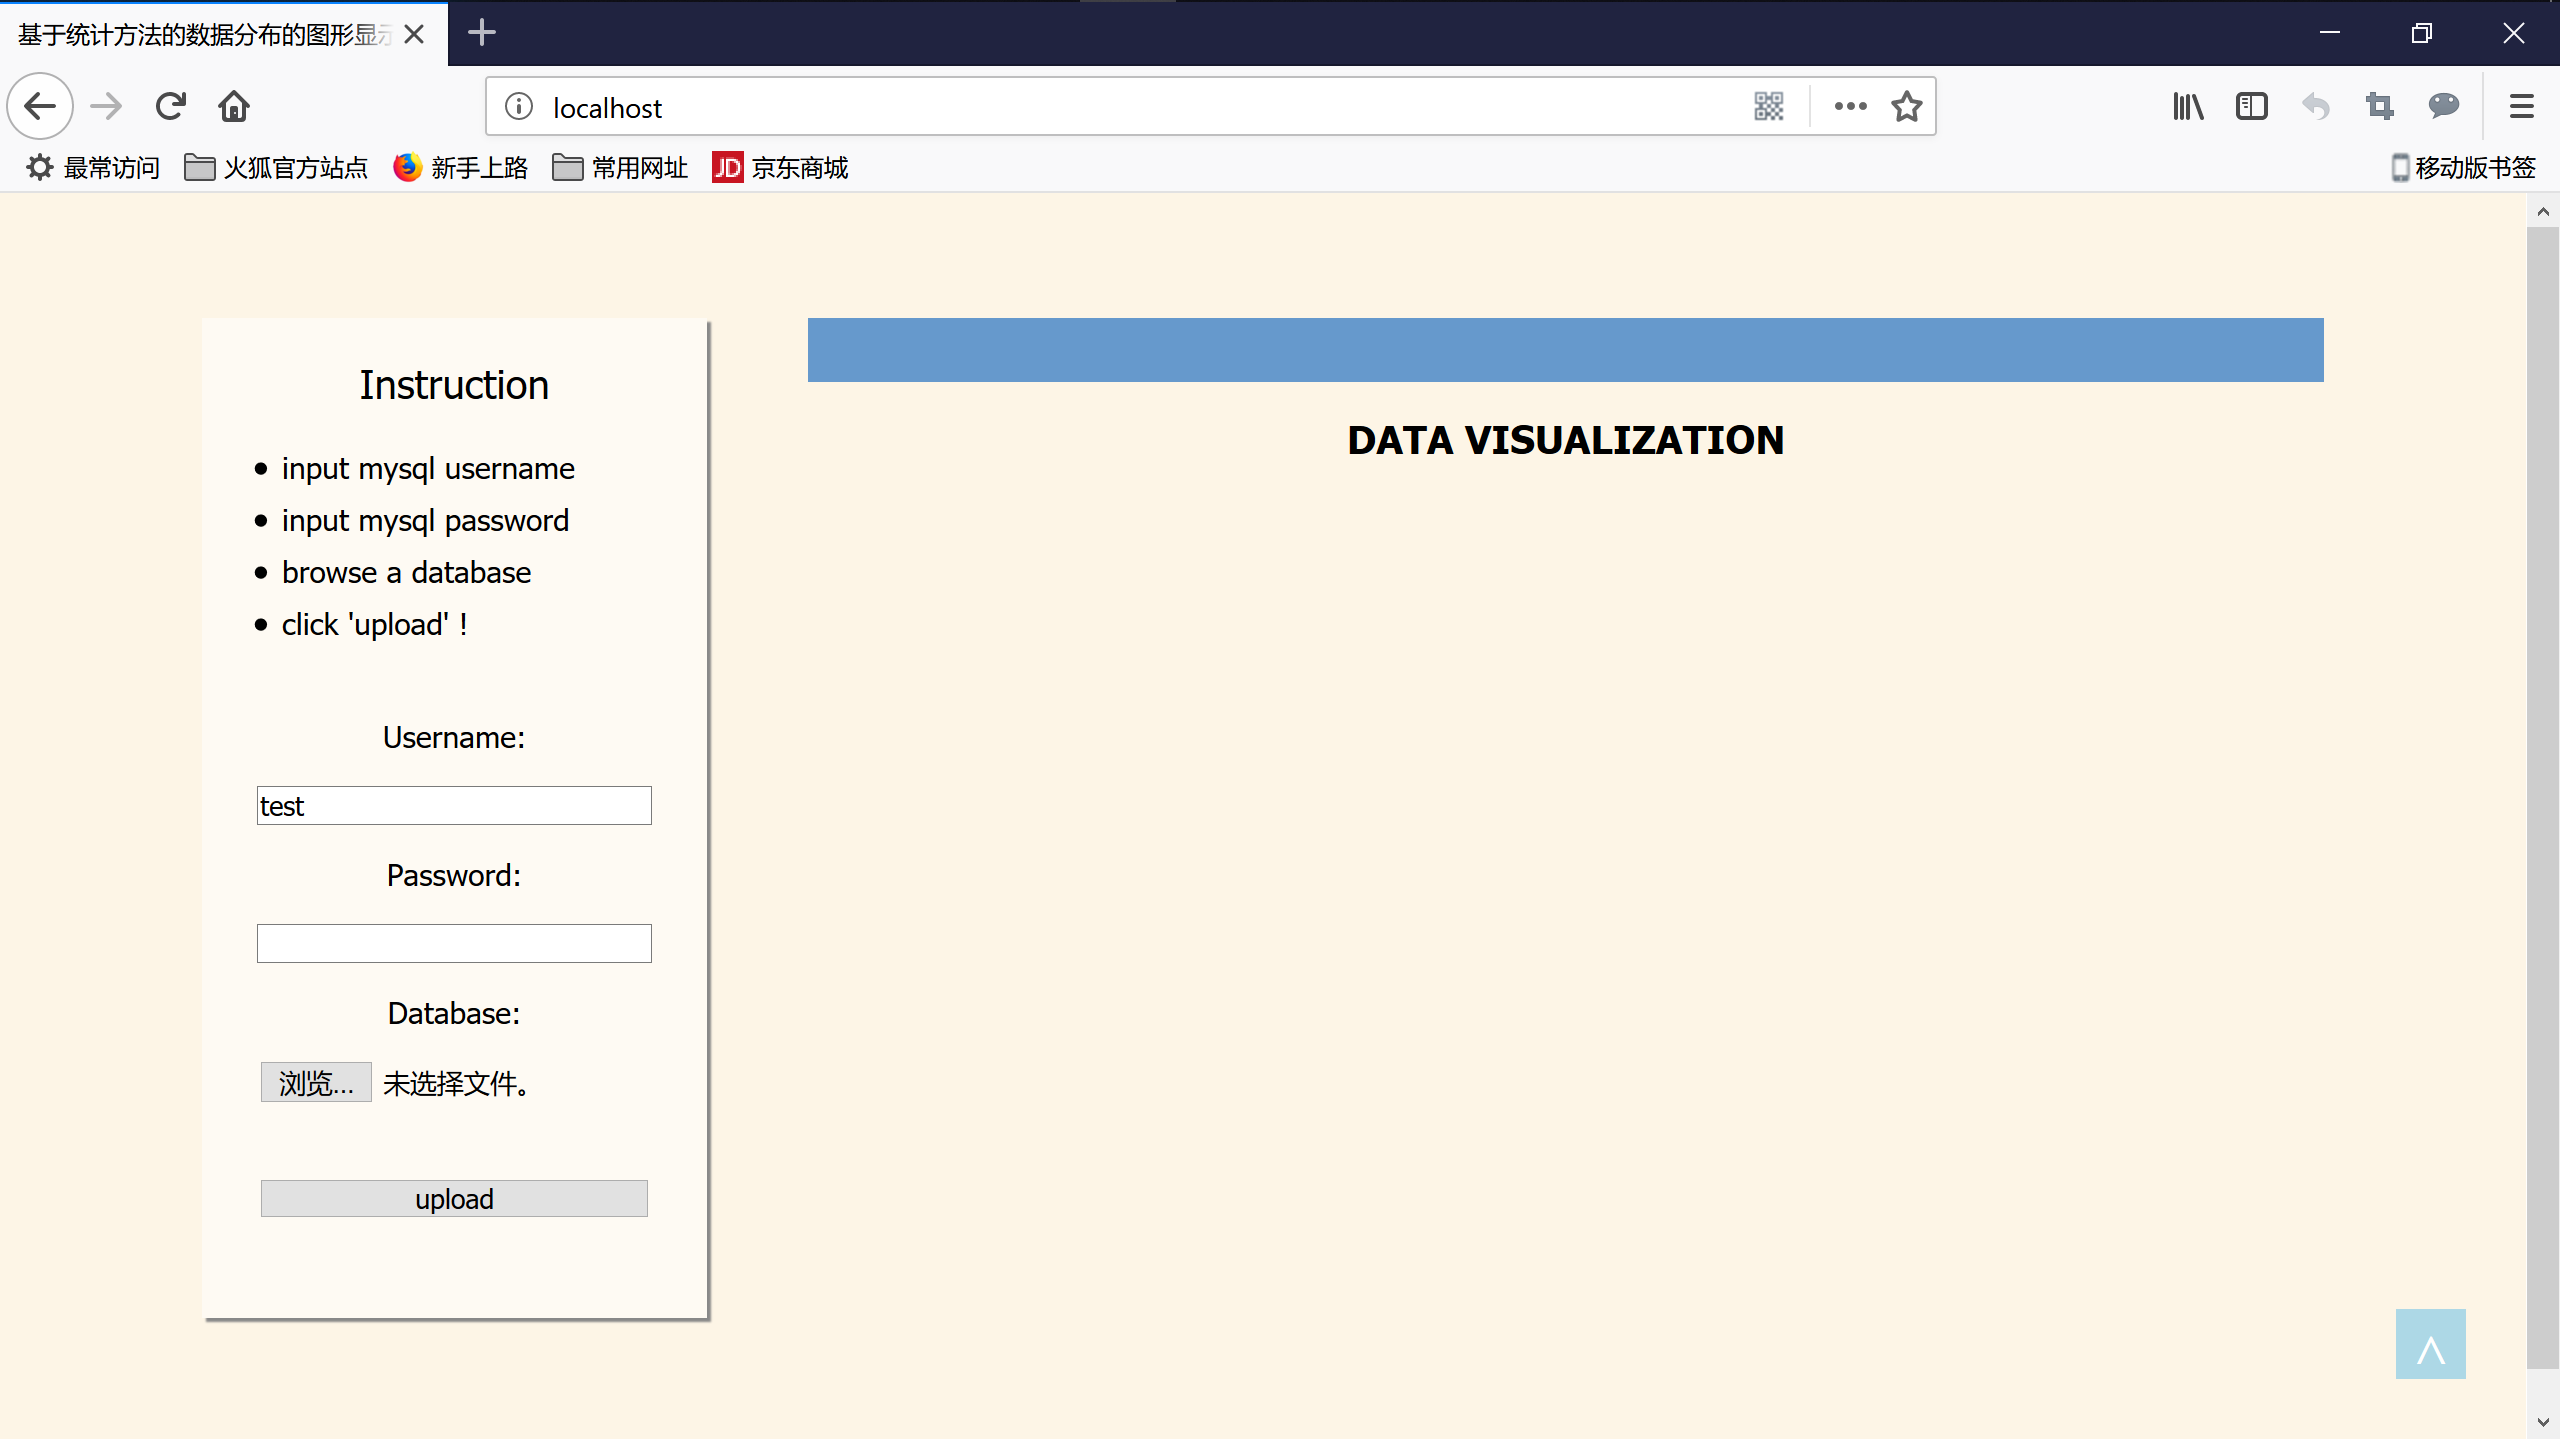 基于统计方法的数据分布的图形显示
localhost
最常访问 火狐官方站点 新手上路 常用网址 JD 京东商城 移动版书签
Instruction
input mysql username
input mysql password
browse a database
click 'upload' !
Username:
test
Password:
Database:
浏览... 未选择文件。
upload
DATA VISUALIZATION